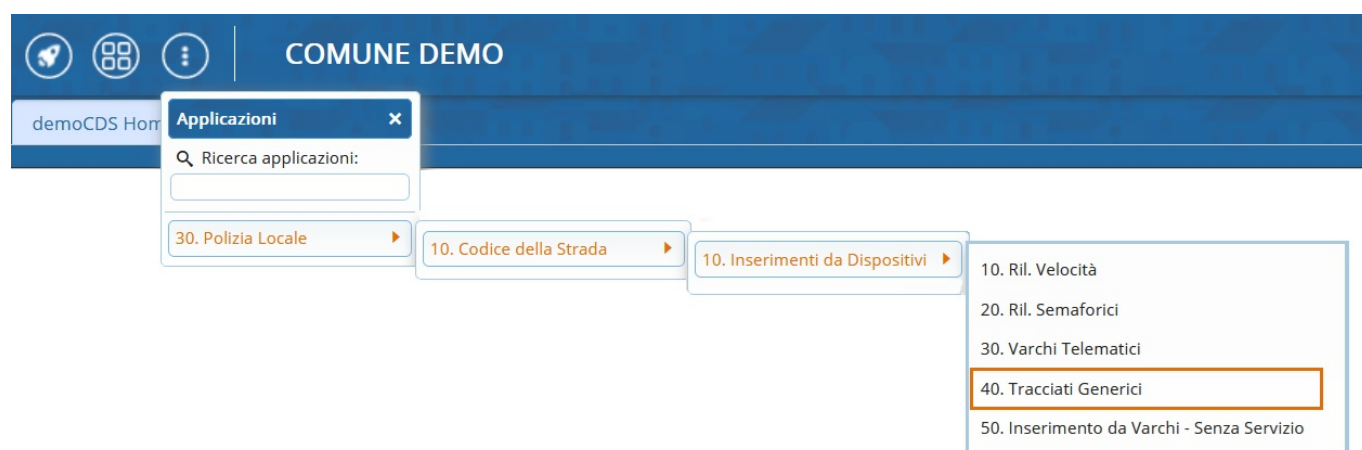 COMUNE DEMO
demoCDS Hom
Applicazioni
Ricerca applicazioni:
30. Polizia Locale
10. Codice della Strada
10. Inserimenti da Dispositivi
10. Ril. Velocità
20. Ril. Semaforici
30. Varchi Telematici
40. Tracciati Generici
50. Inserimento da Varchi - Senza Servizio